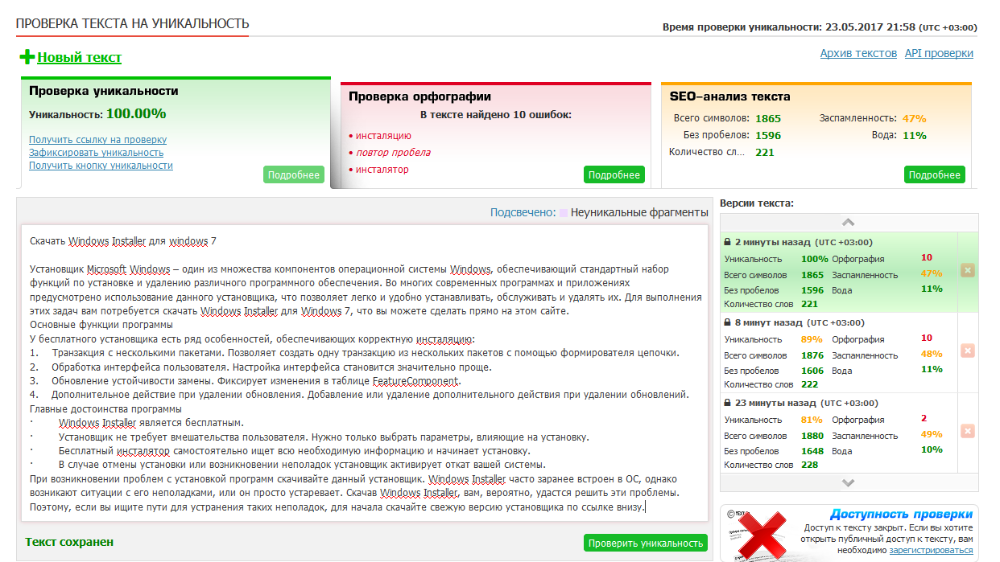 ПРОВЕРКА ТЕКСТА НА УНИКАЛЬНОСТЬ
Время проверки уникальности: 23.05.2017 21:58 (UTC +03:00)
Новый текст
Архив текстов API проверки
Проверка уникальности
Уникальность: 100.00%
Получить ссылку на проверку
Зафиксировать уникальность
Получить кнопку уникальности
Подробнее
Проверка орфографии
В тексте найдено 10 ошибок:
• инсталяцию
• повтор пробела
• инсталятор
Подробнее
SEO-анализ текста
Всего символов: 1865 Заспамленность: 47%
Без пробелов: 1596 Вода: 11%
Количество сл... 221
Подробнее
Подсвечено: Неуникальные фрагменты
Скачать Windows Installer для windows 7
Установщик Microsoft Windows – один из множества компонентов операционной системы Windows, обеспечивающий стандартный набор
функций по установке и удалению различного программного обеспечения. Во многих современных программах и приложениях
предусмотрено использование данного установщика, что позволяет легко и удобно устанавливать, обслуживать и удалять их. Для выполнения
этих задач вам потребуется скачать Windows Installer для Windows 7, что вы можете сделать прямо на этом сайте.
Основные функции программы
У бесплатного установщика есть ряд особенностей, обеспечивающих корректную инсталяцию:
1. Транзакция с несколькими пакетами. Позволяет создать одну транзакцию из нескольких пакетов с помощью формирователя цепочки.
2. Обработка интерфейса пользователя. Настройка интерфейса становится значительно проще.
3. Обновление устойчивости замены. Фиксирует изменения в таблице FeatureComponent.
4. Дополнительное действие при удалении обновления. Добавление или удаление дополнительного действия при удалении обновлений.
Главные достоинства программы
· Windows Installer является бесплатным.
· Установщик не требует вмешательства пользователя. Нужно только выбрать параметры, влияющие на установку.
· Бесплатный инсталятор самостоятельно ищет всю необходимую информацию и начинает установку.
· В случае отмены установки или возникновении неполадок установщик активирует откат вашей системы.
При возникновении проблем с установкой программ скачивайте данный установщик. Windows Installer часто заранее встроен в ОС, однако
возникают ситуации с его неполадками, или он просто устаревает. Скачав Windows Installer, вам, вероятно, удастся решить эти проблемы.
Поэтому, если вы ищите пути для устранения таких неполадок, для начала скачайте свежую версию установщика по ссылке внизу.
Текст сохранен
Проверить уникальность
Версии текста:
2 минуты назад (UTC +03:00)
Уникальность 100% Орфография 10
Всего символов 1865 Заспамленность 47%
Без пробелов 1596 Вода 11%
Количество слов 221
8 минут назад (UTC +03:00)
Уникальность 89% Орфография 10
Всего символов 1876 Заспамленность 48%
Без пробелов 1606 Вода 11%
Количество слов 222
23 минуты назад (UTC +03:00)
Уникальность 81% Орфография 2
Всего символов 1880 Заспамленность 49%
Без пробелов 1648 Вода 10%
Количество слов 228
Доступность проверки
Доступ к тексту закрыт. Если вы хотите
открыть публичный доступ к тексту, вам
необходимо зарегистрироваться